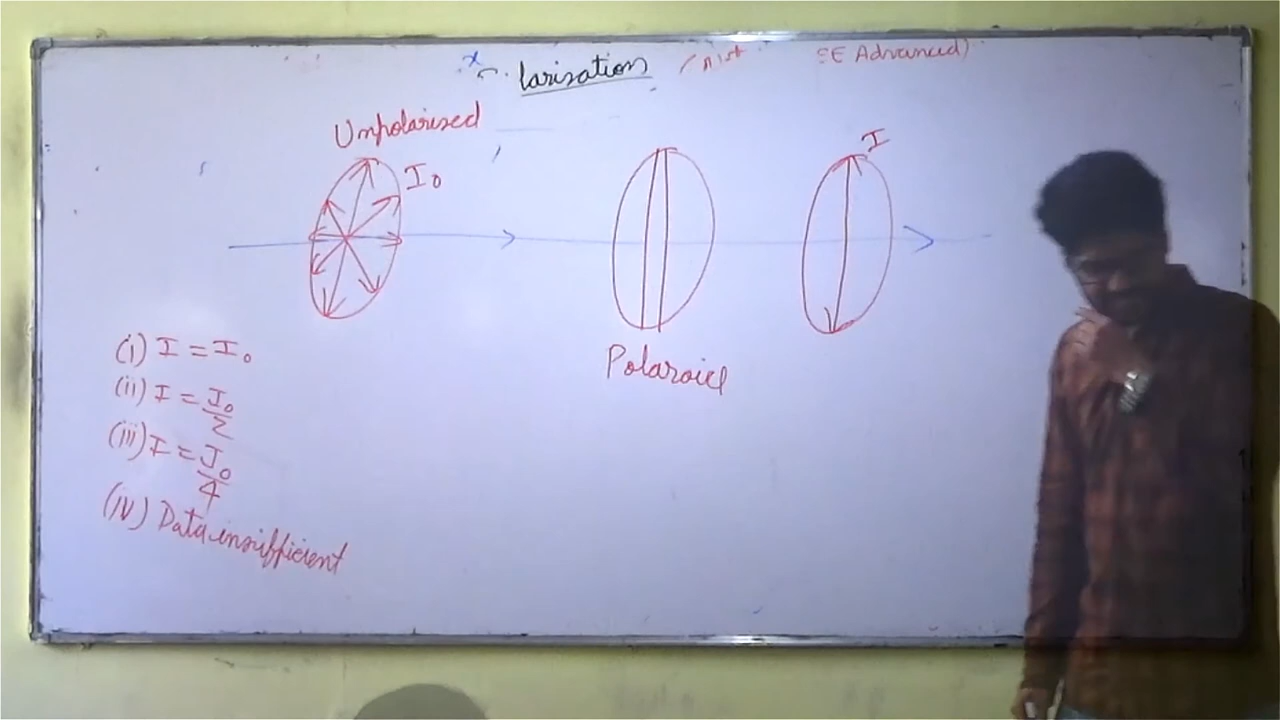 larisation
SE Advanced)
Unpolarised
I₀
I
Polaroid
(i) I = I₀
(ii) I = I₀/2
(iii) I = I₀/4
(iv) Data insufficient